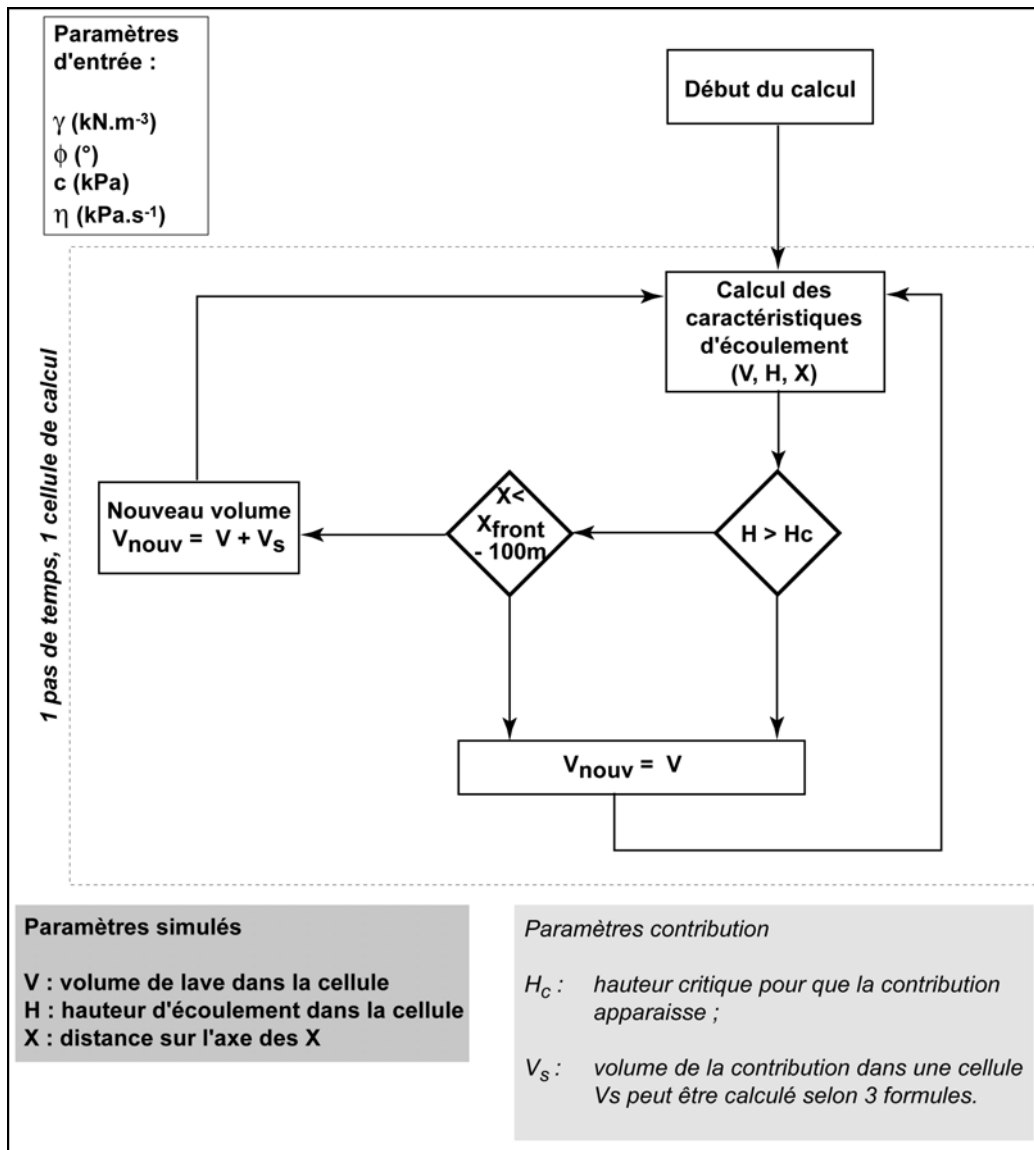 Paramètres
d'entrée :
γ (kN.m-3)
ϕ (°)
c (kPa)
η (kPa.s-1)
Début du calcul
1 pas de temps, 1 cellule de calcul
Calcul des
caractéristiques
d'écoulement
(V, H, X)
H > Hc
X<
Xfront
- 100m
Nouveau volume
Vnouv = V + Vs
Vnouv = V
Paramètres simulés
V : volume de lave dans la cellule
H : hauteur d'écoulement dans la cellule
X : distance sur l'axe des X
Paramètres contribution
Hc : hauteur critique pour que la contribution
apparaisse ;
Vs : volume de la contribution dans une cellule
Vs peut être calculé selon 3 formules.